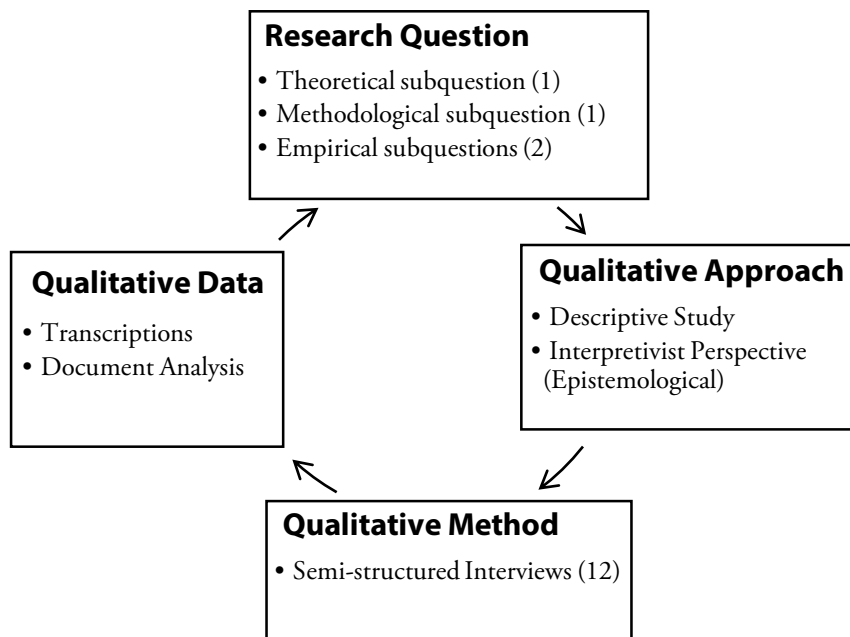 Research Question
• Theoretical subquestion (1)
• Methodological subquestion (1)
• Empirical subquestions (2)
Qualitative Approach
• Descriptive Study
• Interpretivist Perspective
(Epistemological)
Qualitative Method
• Semi-structured Interviews (12)
Qualitative Data
• Transcriptions
• Document Analysis